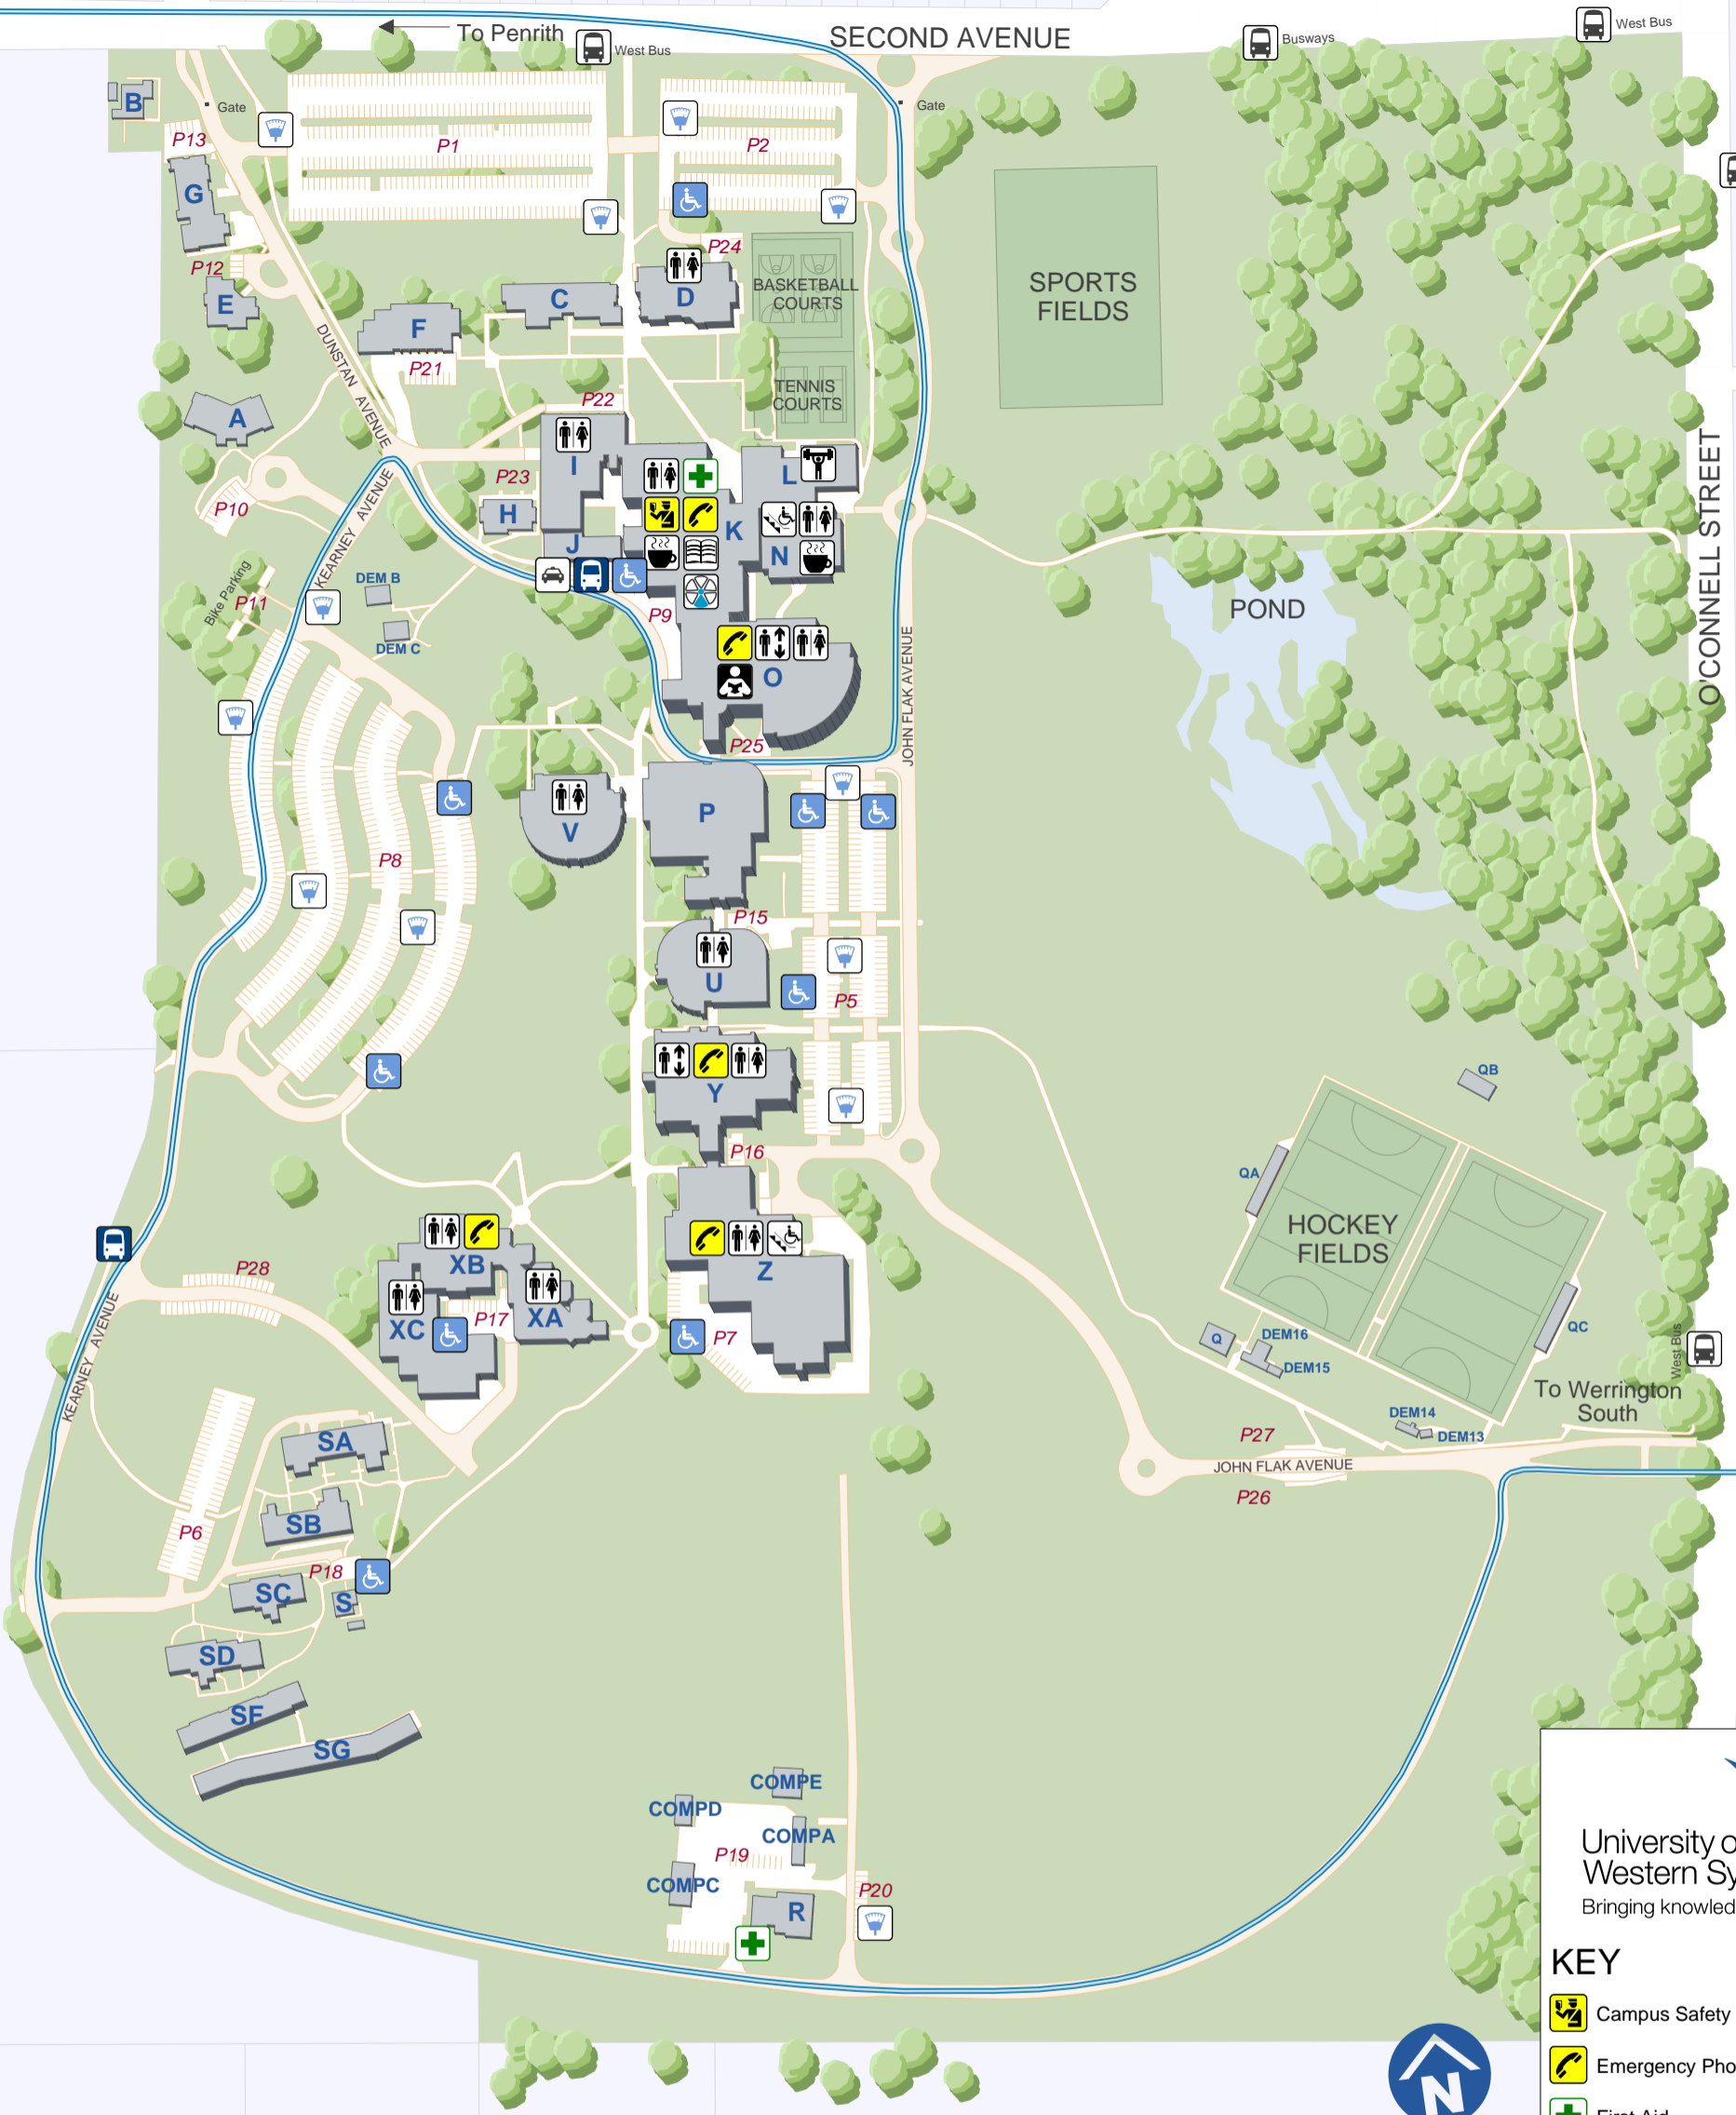 To Penrith
West Bus
SECOND AVENUE
Busways
West Bus
B
Gate
Gate
P13
P1
P2
G
P24
P12
E
C
D
BASKETBALL
COURTS
SPORTS
FIELDS
F
DUNSTAN AVENUE
P21
TENNIS
COURTS
P22
A
I
L
P23
P10
H
K
J
N
KEARNEY AVENUE
O'CONNELL STREET
Bike Parking
P11
DEM B
DEM C
P9
POND
O
JOHN FLAK AVENUE
P25
P
V
P8
P15
U
P5
Y
QB
P16
QA
HOCKEY
FIELDS
XB
Z
P28
P17
XA
XC
P7
KEARNEY AVENUE
Q
DEM16
DEM15
QC
West Bus
To Werrington
South
DEM14
DEM13
P27
JOHN FLAK AVENUE
P26
SA
SB
P6
P18
SC
S
SD
SF
SG
COMPE
COMPD
COMPA
P19
COMPC
P20
R
University o
Western Sy
Bringing knowled
KEY
Campus Safety
Emergency Pho
First Aid
N